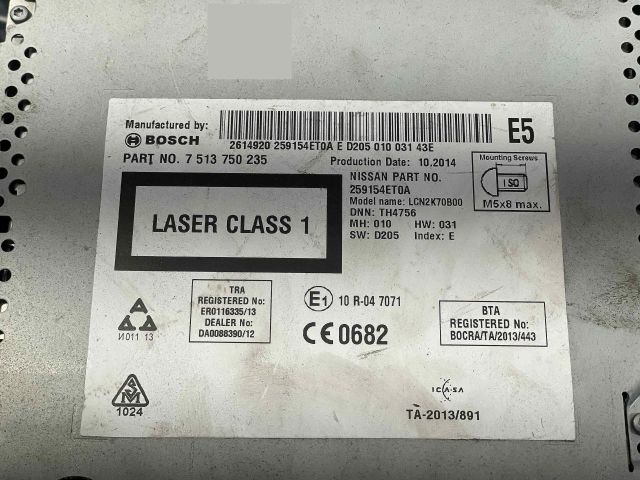 Manufactured by:
BOSCH
2614920 259154ET0A E D205 010 031 43E
E5
PART NO. 7 513 750 235
Production Date: 10,2014
NISSAN PART NO.
259154ET0A
Model name: LCN2K70B00
DNN: TH4756
MH: 010 HW: 031
SW: D205 Index: E
Mounting Screws
ISO
M5x8 max.
LASER CLASS 1
TRA
REGISTERED No:
ER0116335/13
DEALER No:
DA0088390/12
E1 10 R-04 7071
CE0682
BTA
REGISTERED No:
BOCRA/TA/2013/443
И011 13
1024
ICASA
TA-2013/891